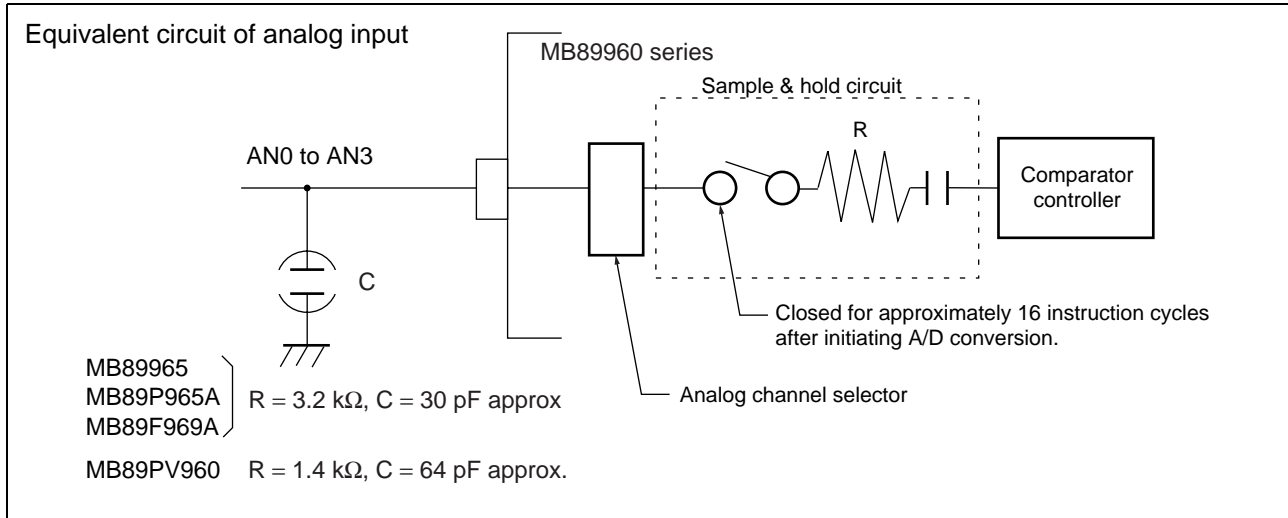 Equivalent circuit of analog input
MB89960 series
Sample & hold circuit
R
AN0 to AN3
Comparator
controller
C
Closed for approximately 16 instruction cycles
after initiating A/D conversion.
Analog channel selector
MB89965
MB89P965A
MB89F969A
R = 3.2 kΩ, C = 30 pF approx
MB89PV960 R = 1.4 kΩ, C = 64 pF approx.